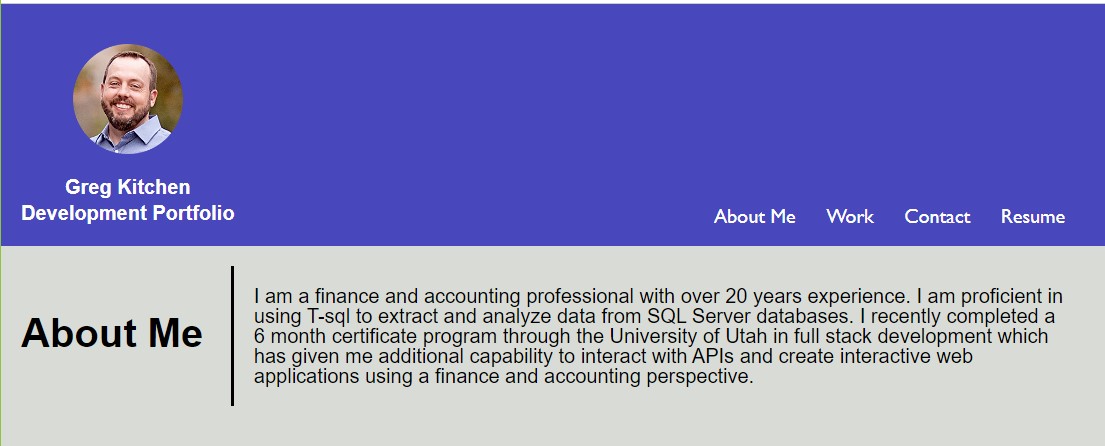 Greg Kitchen
Development Portfolio
About Me Work Contact Resume
About Me
I am a finance and accounting professional with over 20 years experience. I am proficient in
using T-sql to extract and analyze data from SQL Server databases. I recently completed a
6 month certificate program through the University of Utah in full stack development which
has given me additional capability to interact with APIs and create interactive web
applications using a finance and accounting perspective.